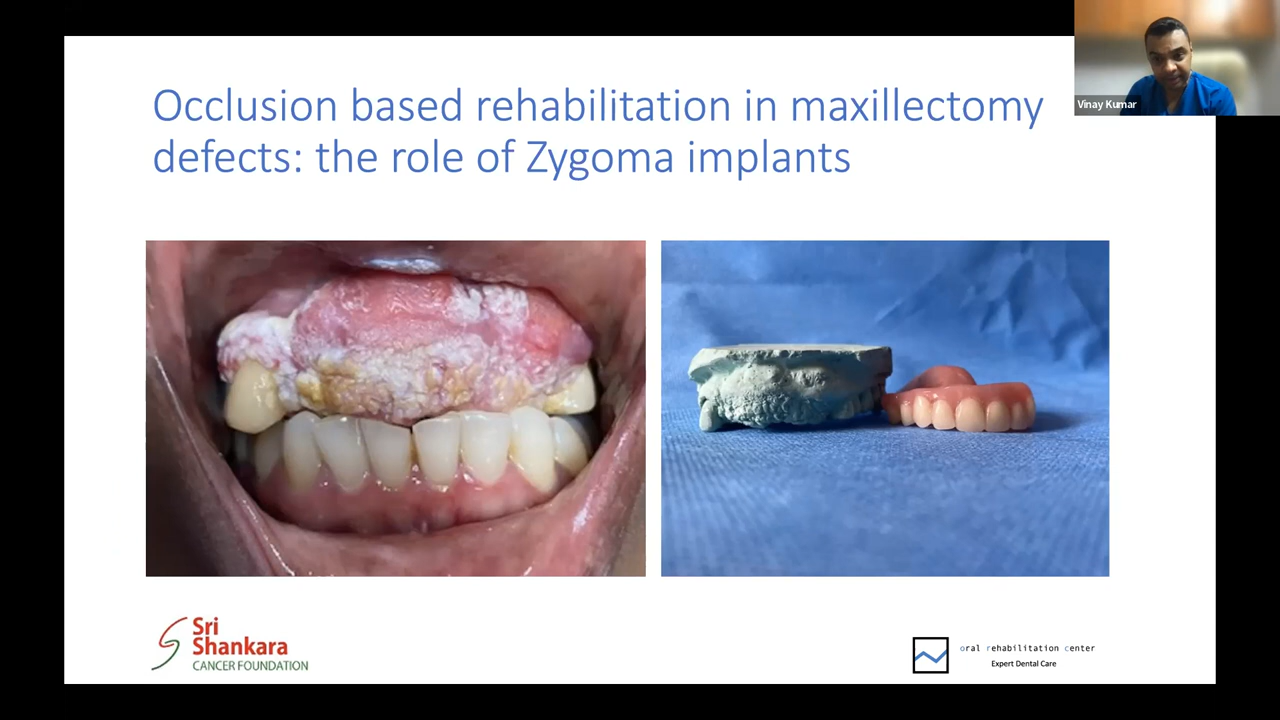 Vinay Kumar
Occlusion based rehabilitation in maxillectomy
defects: the role of Zygoma implants
Sri
Shankara
CANCER FOUNDATION
oral rehabilitation center
Expert Dental Care